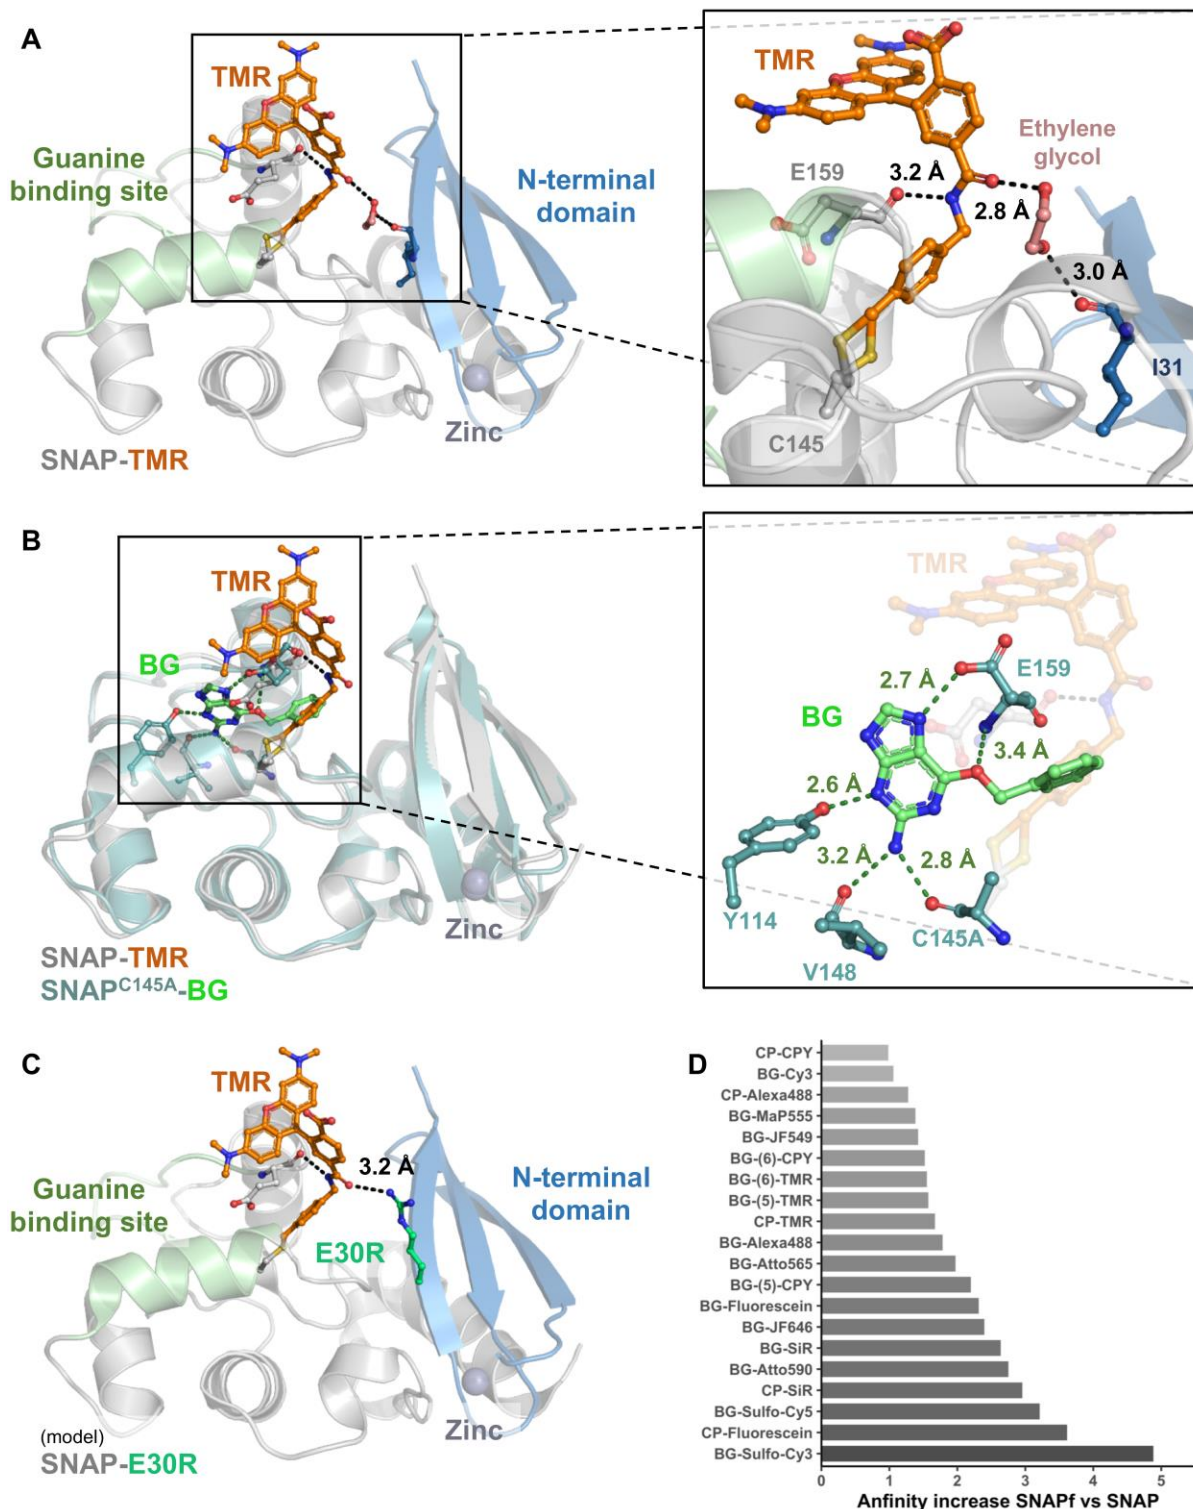 A
TMR
Guanine
binding site
N-terminal
domain
Zinc
SNAP-TMR
TMR
Ethylene
glycol
E159
3.2 Å
2.8 Å
3.0 Å
I31
C145
B
TMR
BG
Zinc
SNAP-TMR
SNAPC145A-BG
TMR
E159
2.7 Å
BG
3.4 Å
2.6 Å
3.2 Å
2.8 Å
Y114
C145A
V148
C
TMR
3.2 Å
Guanine
binding site
N-terminal
domain
E30R
Zinc
(model)
SNAP-E30R
D
CP-CPY
BG-Cy3
CP-Alexa488
BG-MaP555
BG-JF549
BG-(6)-CPY
BG-(6)-TMR
BG-(5)-TMR
CP-TMR
BG-Alexa488
BG-Atto565
BG-(5)-CPY
BG-Fluorescein
BG-JF646
BG-SiR
BG-Atto590
CP-SiR
BG-Sulfo-Cy5
CP-Fluorescein
BG-Sulfo-Cy3
0 1 2 3 4 5
Anfinity increase SNAPf vs SNAP